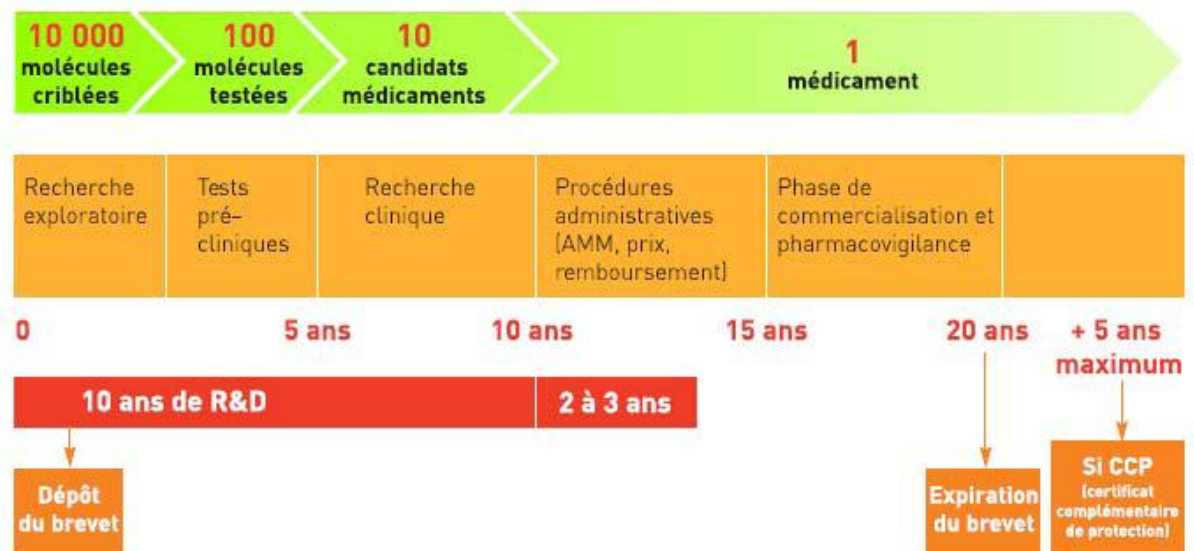 10 000
molécules
criblées
100
molécules
testées
10
candidats
médicaments
1
médicament
Recherche
exploratoire
Tests
pré–
cliniques
Recherche
clinique
Procédures
administratives
(AMM, prix,
remboursement)
Phase de
commercialisation et
pharmacovigilance
0
5 ans
10 ans
15 ans
20 ans
+ 5 ans
maximum
10 ans de R&D
2 à 3 ans
Dépôt
du brevet
Expiration
du brevet
Si CCP
(certificat
complémentaire
de protection)